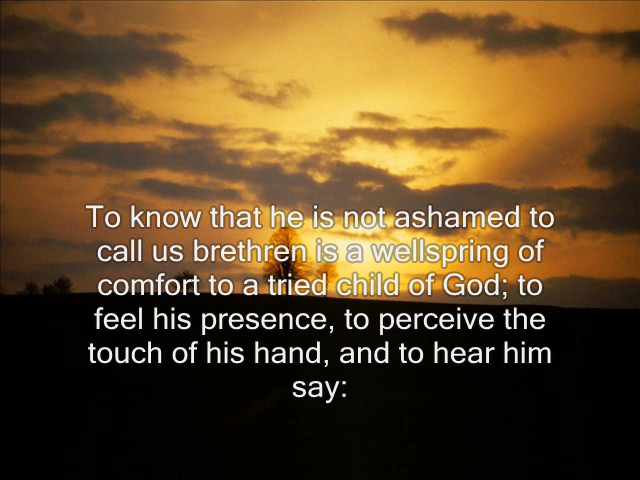 To know that he is not ashamed to
call us brethren is a wellspring of
comfort to a tried child of God; to
feel his presence, to perceive the
touch of his hand, and to hear him
say: